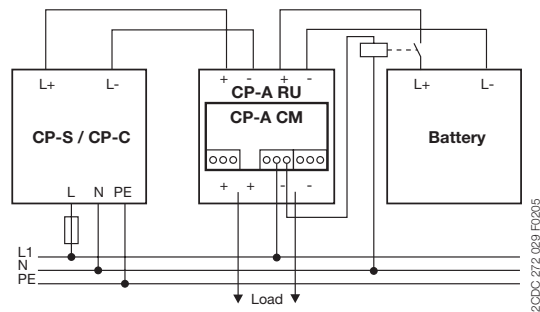 L+ L-
+ - + -
L+ L-
CP-A RU
CP-A CM
CP-S / CP-C
Battery
L N PE
+ + - -
L1
N
PE
Load
2CDC 272 029 F0205